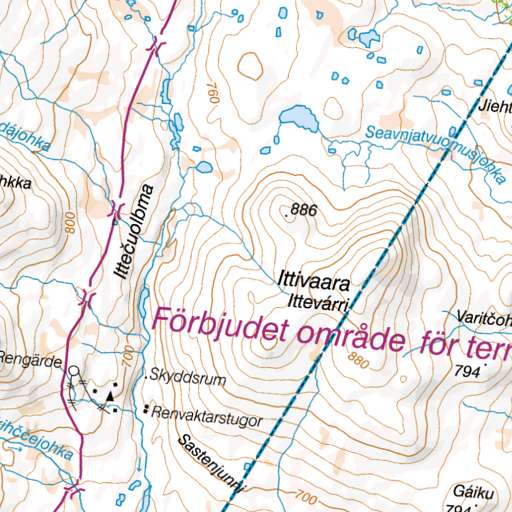 760
Jieht
Seavnjatvuomusjohka
dájohka
hkka
800
886
Ittečuolbma
Ittivaara
Ittevárri
Förbjudet område för terr
Varitčoh
700
Rengärde
880
794
Skyddsrum
Renvaktarstugor
rihččejohka
Sastenjunni
700
Gáiku
794